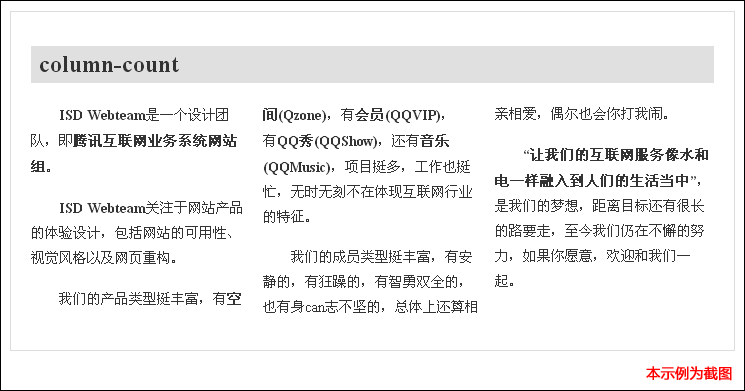 column-count
ISD Webteam是一个设计团
队，即腾讯互联网业务系统网站
组。
ISD Webteam关注于网站产品
的体验设计，包括网站的可用性、
视觉风格以及网页重构。
我们的产品类型挺丰富，有空
间(Qzone)，有会员(QQVIP)，
有QQ秀(QQShow)，还有音乐
(QQMusic)，项目挺多，工作也挺
忙，无时无刻不在体现互联网行业
的特征。
我们的成员类型挺丰富，有安
静的，有狂躁的，有智勇双全的，
也有身can志不坚的，总体上还算相
亲相爱，偶尔也会你打我闹。
“让我们的互联网服务像水和
电一样融入到人们的生活当中”，
是我们的梦想，距离目标还有很长
的路要走，至今我们仍在不懈的努
力，如果你愿意，欢迎和我们一
起。
本示例为截图